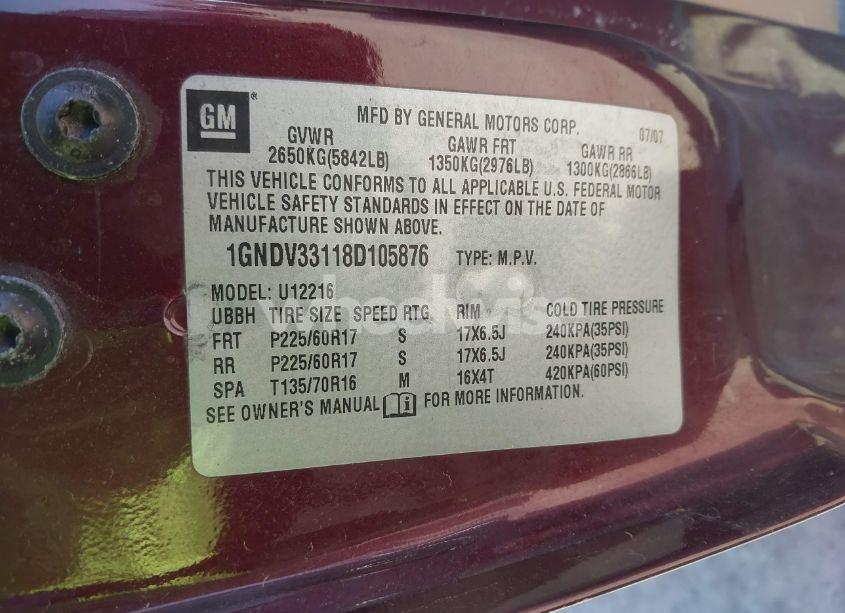 GM®
MFD BY GENERAL MOTORS CORP. 07/07
GVWR GAWR FRT GAWR RR
2650KG(5842LB) 1350KG(2976LB) 1300KG(2866LB)
THIS VEHICLE CONFORMS TO ALL APPLICABLE U.S. FEDERAL MOTOR
VEHICLE SAFETY STANDARDS IN EFFECT ON THE DATE OF
MANUFACTURE SHOWN ABOVE.
1GNDV33118D105876 TYPE: M.P.V.
MODEL: U12216
UBBH TIRE SIZE SPEED RTG RIM COLD TIRE PRESSURE
FRT P225/60R17 S 17X6.5J 240KPA(35PSI)
RR P225/60R17 S 17X6.5J 240KPA(35PSI)
SPA T135/70R16 M 16X4T 420KPA(60PSI)
SEE OWNER'S MANUAL FOR MORE INFORMATION.